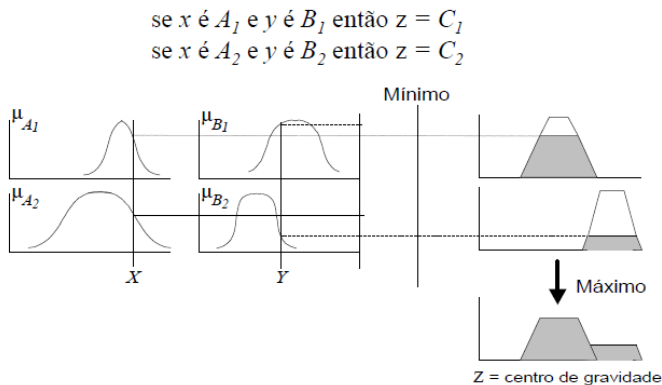 se x é A₁ e y é B₁ então z = C₁
se x é A₂ e y é B₂ então z = C₂
Mínimo
μA₁
μB₁
μA₂
μB₂
X
Y
Máximo
Z = centro de gravidade